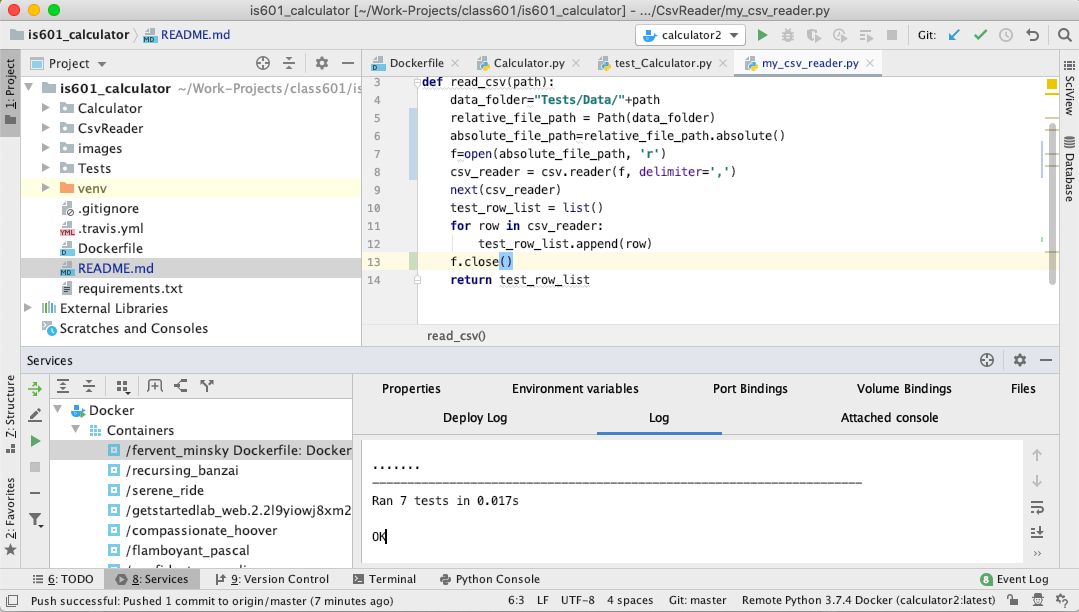 is601_calculator [~/Work-Projects/class601/is601_calculator] - .../CsvReader/my_csv_reader.py
is601_calculator
README.md
calculator2
Git:
1: Project
Project
Dockerfile
Calculator.py
test_Calculator.py
my_csv_reader.py
is601_calculator ~/Work-Projects/class601/is
Calculator
CsvReader
images
Tests
venv
.gitignore
.travis.yml
Dockerfile
README.md
requirements.txt
External Libraries
Scratches and Consoles
3 def read_csv(path):
4 data_folder="Tests/Data/"+path
5 relative_file_path = Path(data_folder)
6 absolute_file_path=relative_file_path.absolute()
7 f=open(absolute_file_path, 'r')
8 csv_reader = csv.reader(f, delimiter=',')
9 next(csv_reader)
10 test_row_list = list()
11 for row in csv_reader:
12 test_row_list.append(row)
13 f.close()
14 return test_row_list
read_csv()
SciView
Database
Services
Z: Structure
2: Favorites
Docker
Containers
/fervent_minsky Dockerfile: Docker
/recursing_banzai
/serene_ride
/getstartedlab_web.2.2l9yiowj8xm2
/compassionate_hoover
/flamboyant_pascal
Properties
Environment variables
Port Bindings
Volume Bindings
Files
Deploy Log
Log
Attached console
.......
----------------------------------------------------------------------
Ran 7 tests in 0.017s
OK
6: TODO
8: Services
9: Version Control
Terminal
Python Console
8 Event Log
Push successful: Pushed 1 commit to origin/master (7 minutes ago)
6:3
LF
UTF-8
4 spaces
Git: master
Remote Python 3.7.4 Docker (calculator2:latest)